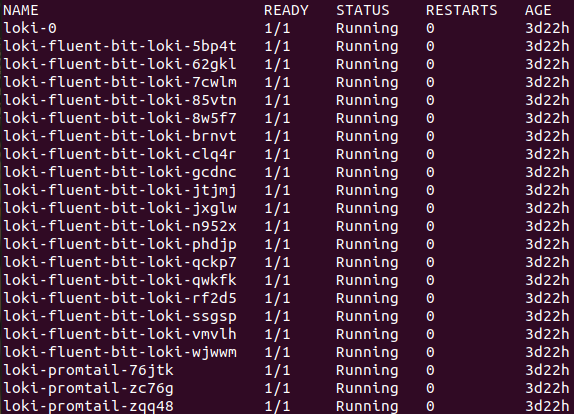 NAME READY STATUS RESTARTS AGE
loki-0 1/1 Running 0 3d22h
loki-fluent-bit-loki-5bp4t 1/1 Running 0 3d22h
loki-fluent-bit-loki-62gkl 1/1 Running 0 3d22h
loki-fluent-bit-loki-7cwlm 1/1 Running 0 3d22h
loki-fluent-bit-loki-85vtn 1/1 Running 0 3d22h
loki-fluent-bit-loki-8w5f7 1/1 Running 0 3d22h
loki-fluent-bit-loki-brnvt 1/1 Running 0 3d22h
loki-fluent-bit-loki-clq4r 1/1 Running 0 3d22h
loki-fluent-bit-loki-gcdnc 1/1 Running 0 3d22h
loki-fluent-bit-loki-jtjmj 1/1 Running 0 3d22h
loki-fluent-bit-loki-jxglw 1/1 Running 0 3d22h
loki-fluent-bit-loki-n952x 1/1 Running 0 3d22h
loki-fluent-bit-loki-phdjp 1/1 Running 0 3d22h
loki-fluent-bit-loki-qckp7 1/1 Running 0 3d22h
loki-fluent-bit-loki-qwkfk 1/1 Running 0 3d22h
loki-fluent-bit-loki-rf2d5 1/1 Running 0 3d22h
loki-fluent-bit-loki-ssgsp 1/1 Running 0 3d22h
loki-fluent-bit-loki-vmvlh 1/1 Running 0 3d22h
loki-fluent-bit-loki-wjwwm 1/1 Running 0 3d22h
loki-promtail-76jtk 1/1 Running 0 3d22h
loki-promtail-zc76g 1/1 Running 0 3d22h
loki-promtail-zqq48 1/1 Running 0 3d22h